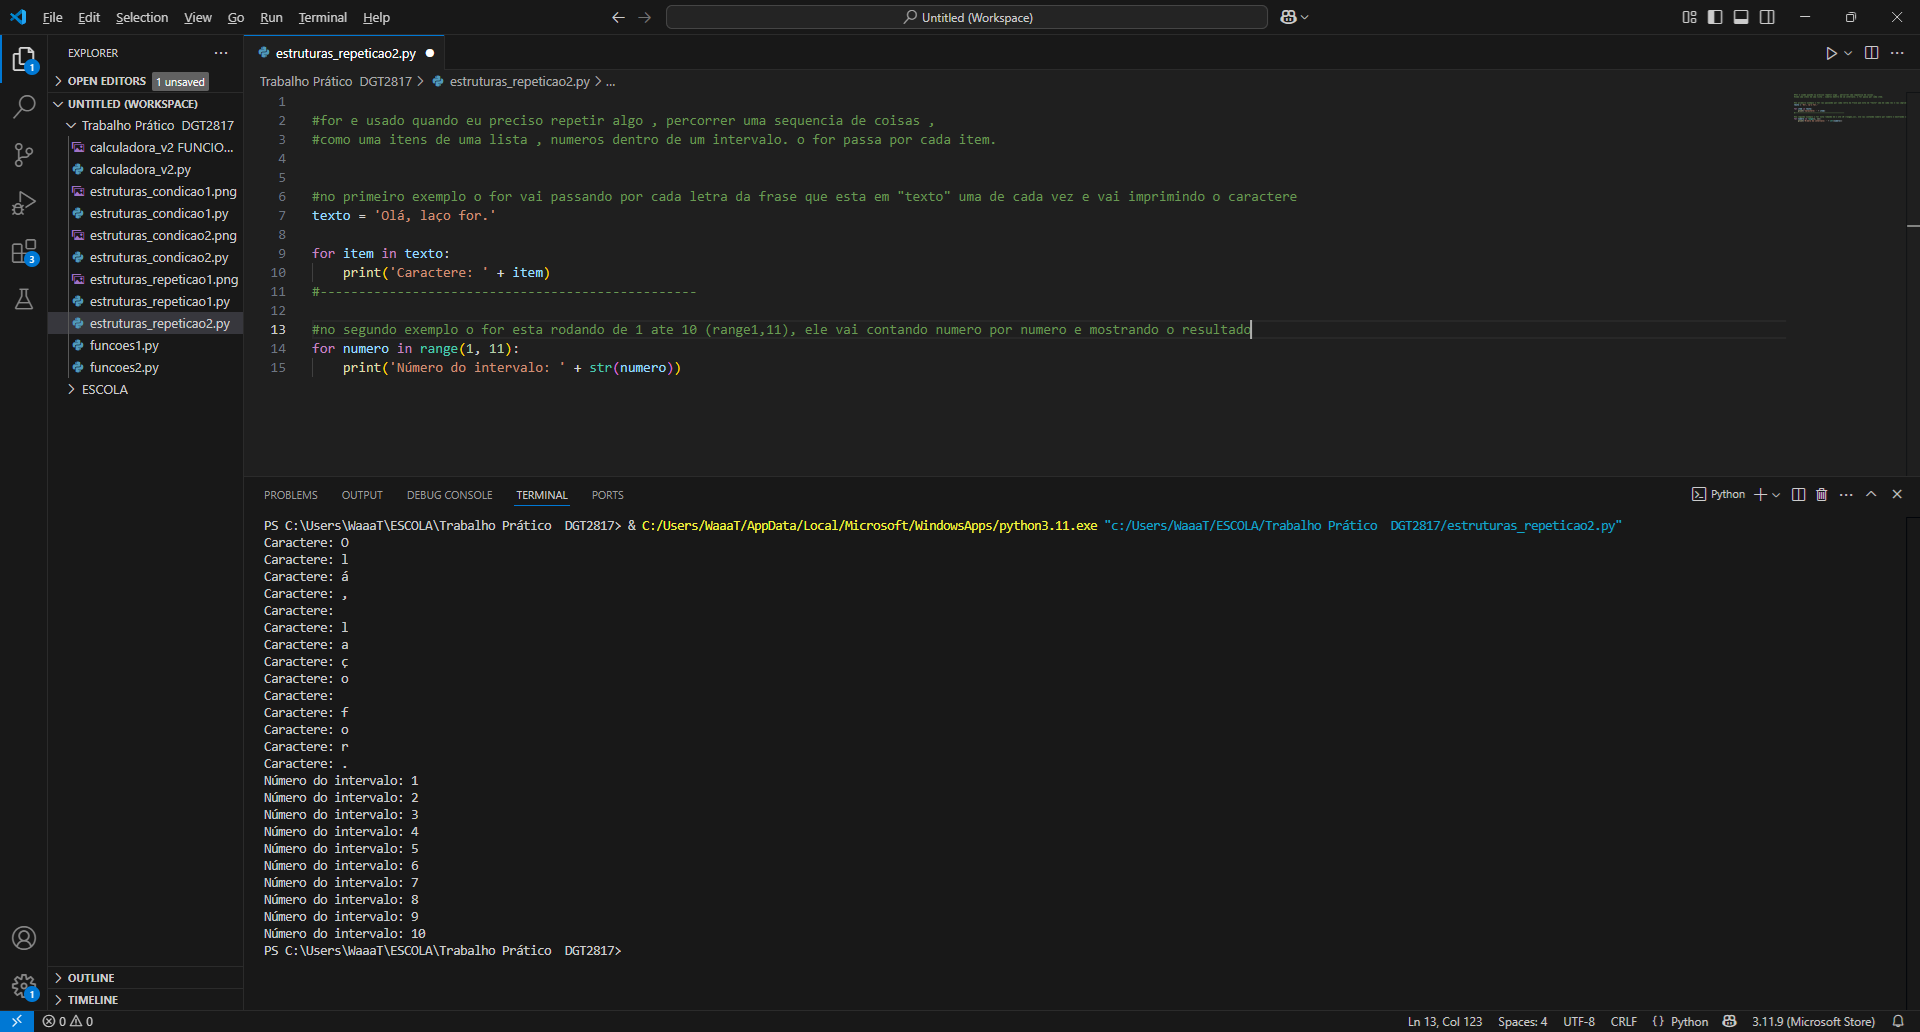 File Edit Selection View Go Run Terminal Help
Untitled (Workspace)
EXPLORER
OPEN EDITORS 1 unsaved
UNTITLED (WORKSPACE)
Trabalho Prático  DGT2817
calculadora_v2 FUNCIO...
calculadora_v2.py
estruturas_condicao1.png
estruturas_condicao1.py
estruturas_condicao2.png
estruturas_condicao2.py
estruturas_repeticao1.png
estruturas_repeticao1.py
estruturas_repeticao2.py
funcoes1.py
funcoes2.py
ESCOLA
OUTLINE
TIMELINE
1
3
1
estruturas_repeticao2.py
Trabalho Prático  DGT2817 > estruturas_repeticao2.py > ...
1
2 #for e usado quando eu preciso repetir algo , percorrer uma sequencia de coisas ,
3 #como uma itens de uma lista , numeros dentro de um intervalo. o for passa por cada item.
4
5
6 #no primeiro exemplo o for vai passando por cada letra da frase que esta em "texto" uma de cada vez e vai imprimindo o caractere
7 texto = 'Olá, laço for.'
8
9 for item in texto:
10     print('Caractere: ' + item)
11 #-------------------------------------------------
12
13 #no segundo exemplo o for esta rodando de 1 ate 10 (range1,11), ele vai contando numero por numero e mostrando o resultado
14 for numero in range(1, 11):
15     print('Número do intervalo: ' + str(numero))
PROBLEMS OUTPUT DEBUG CONSOLE TERMINAL PORTS
Python
PS C:\Users\WaaaT\ESCOLA\Trabalho Prático  DGT2817> & C:/Users/WaaaT/AppData/Local/Microsoft/WindowsApps/python3.11.exe "c:/Users/WaaaT/ESCOLA/Trabalho Prático  DGT2817/estruturas_repeticao2.py"
Caractere: O
Caractere: l
Caractere: á
Caractere: ,
Caractere:
Caractere: l
Caractere: a
Caractere: ç
Caractere: o
Caractere:
Caractere: f
Caractere: o
Caractere: r
Caractere: .
Número do intervalo: 1
Número do intervalo: 2
Número do intervalo: 3
Número do intervalo: 4
Número do intervalo: 5
Número do intervalo: 6
Número do intervalo: 7
Número do intervalo: 8
Número do intervalo: 9
Número do intervalo: 10
PS C:\Users\WaaaT\ESCOLA\Trabalho Prático  DGT2817>
0 0
Ln 13, Col 123 Spaces: 4 UTF-8 CRLF {} Python 3.11.9 (Microsoft Store)